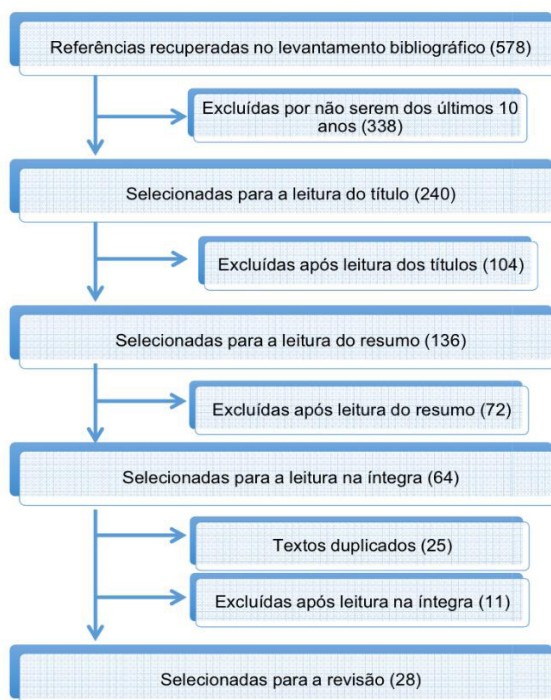 Referências recuperadas no levantamento bibliográfico (578)
Excluídas por não serem dos últimos 10
anos (338)
Selecionadas para a leitura do título (240)
Excluídas após leitura dos títulos (104)
Selecionadas para a leitura do resumo (136)
Excluídas após leitura do resumo (72)
Selecionadas para a leitura na íntegra (64)
Textos duplicados (25)
Excluídas após leitura na íntegra (11)
Selecionadas para a revisão (28)